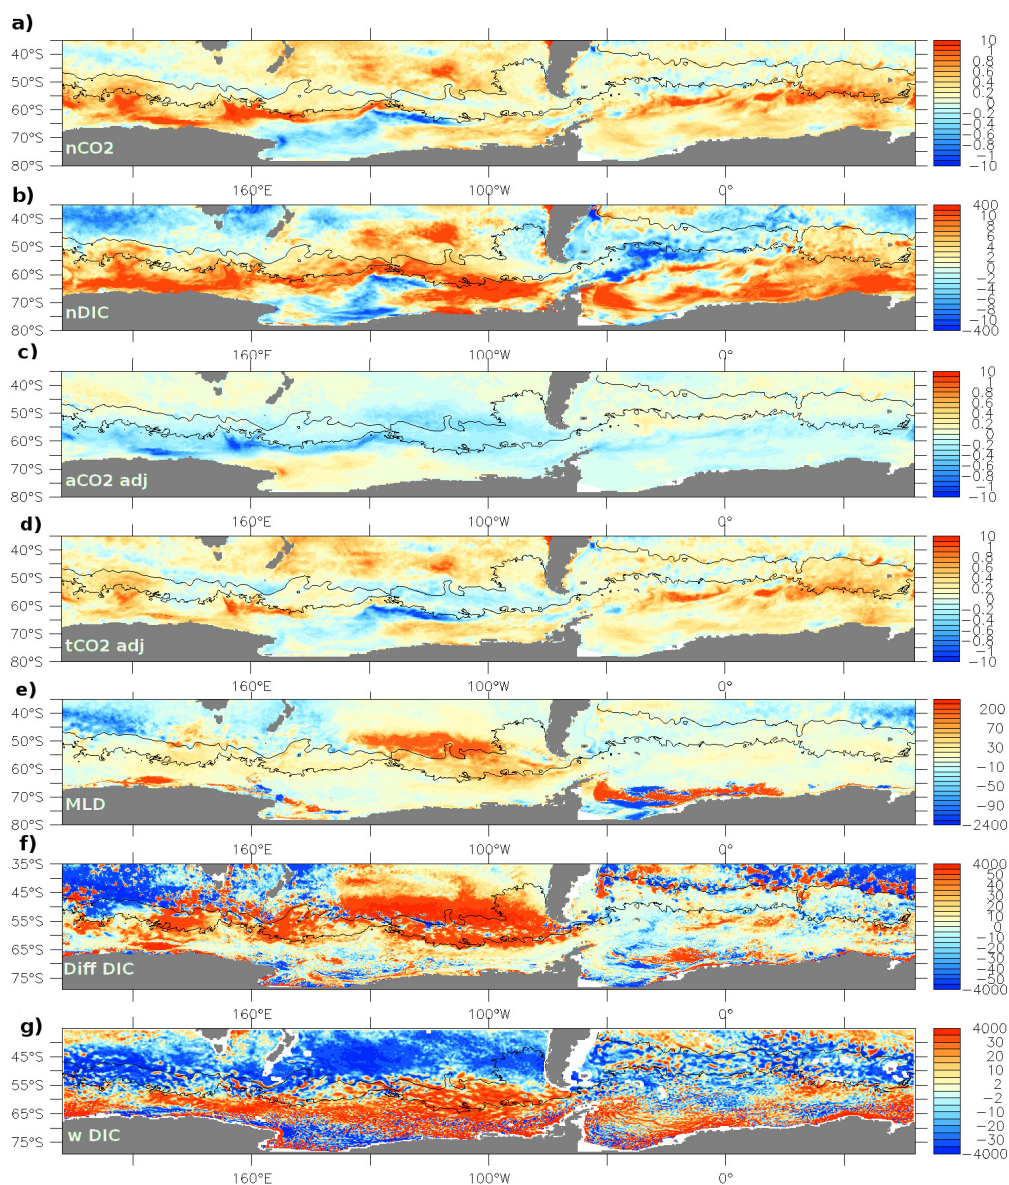 a)
40°S
50°S
60°S
70°S
80°S
nCO2
160°E
100°W
0°
10
1
0.8
0.6
0.4
0.2
0
−0.2
−0.4
−0.6
−0.8
−1
−10
b)
40°S
50°S
60°S
70°S
80°S
nDIC
160°E
100°W
0°
400
10
8
6
4
2
0
−2
−4
−6
−8
−10
−400
c)
40°S
50°S
60°S
70°S
80°S
aCO2 adj
160°E
100°W
0°
10
1
0.8
0.6
0.4
0.2
0
−0.2
−0.4
−0.6
−0.8
−1
−10
d)
40°S
50°S
60°S
70°S
80°S
tCO2 adj
160°E
100°W
0°
10
1
0.8
0.6
0.4
0.2
0
−0.2
−0.4
−0.6
−0.8
−1
−10
e)
40°S
50°S
60°S
70°S
80°S
MLD
160°E
100°W
0°
200
70
30
−10
−50
−90
−2400
f)
35°S
45°S
55°S
65°S
75°S
Diff DIC
160°E
100°W
0°
4000
50
40
30
20
10
0
−10
−20
−30
−40
−50
−4000
g)
45°S
55°S
65°S
75°S
w DIC
160°E
100°W
0°
4000
30
20
10
2
−2
−10
−20
−30
−4000